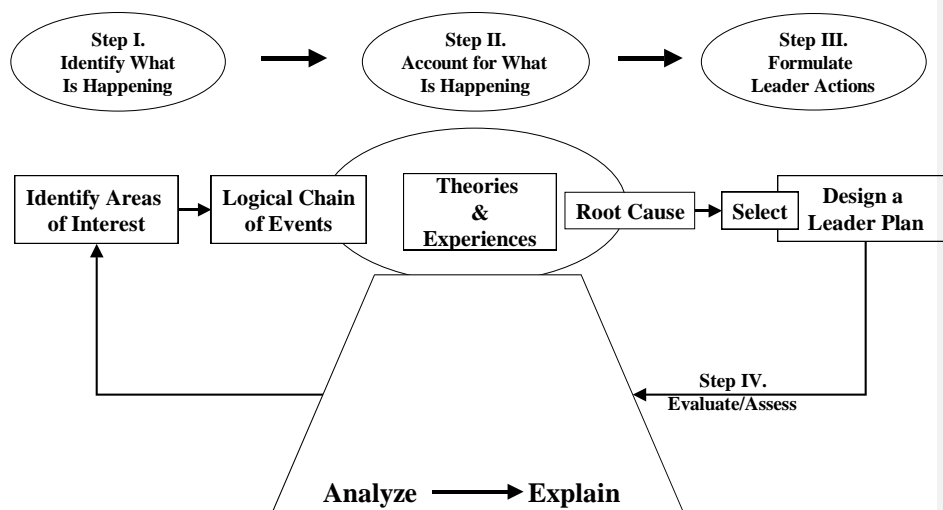 Step I.
Identify What
Is Happening
Step II.
Account for What
Is Happening
Step III.
Formulate
Leader Actions
Identify Areas
of Interest
Logical Chain
of Events
Theories
&
Experiences
Root Cause
Select
Design a
Leader Plan
Step IV.
Evaluate/Assess
Analyze
Explain